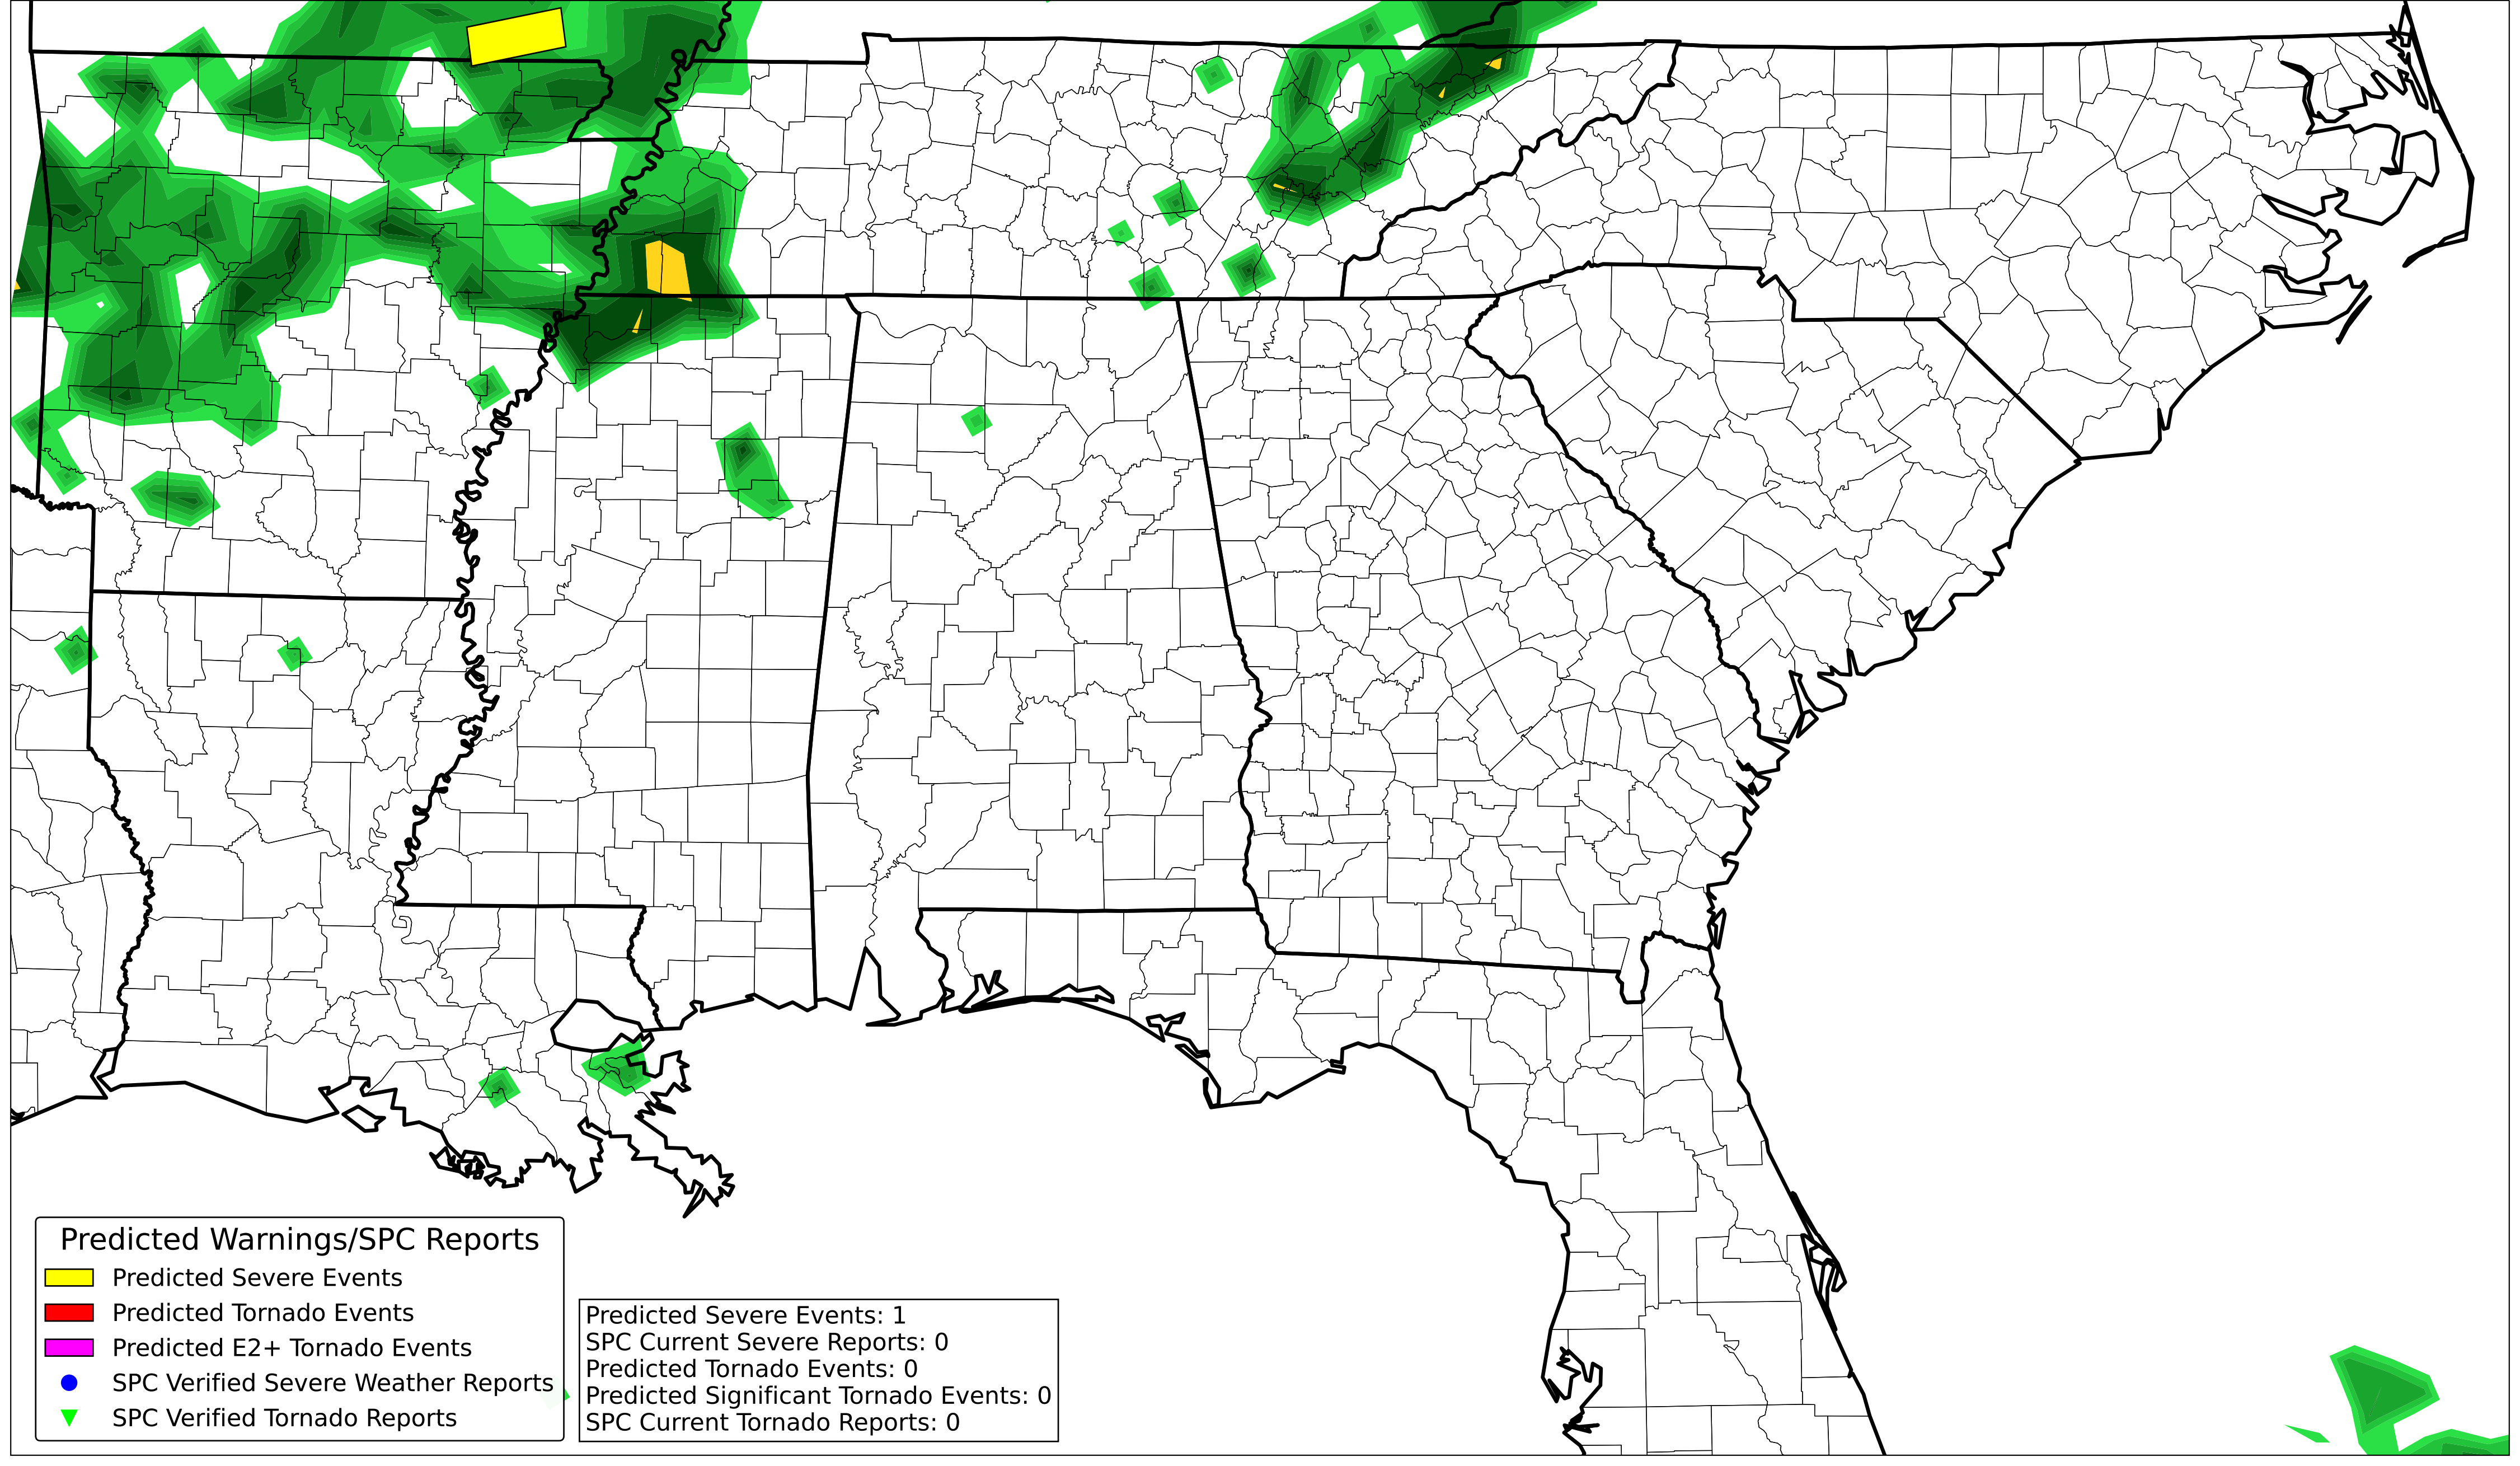 Predicted Warnings/SPC Reports
Predicted Severe Events
Predicted Tornado Events
Predicted E2+ Tornado Events
SPC Verified Severe Weather Reports
SPC Verified Tornado Reports
Predicted Severe Events: 1
SPC Current Severe Reports: 0
Predicted Tornado Events: 0
Predicted Significant Tornado Events: 0
SPC Current Tornado Reports: 0